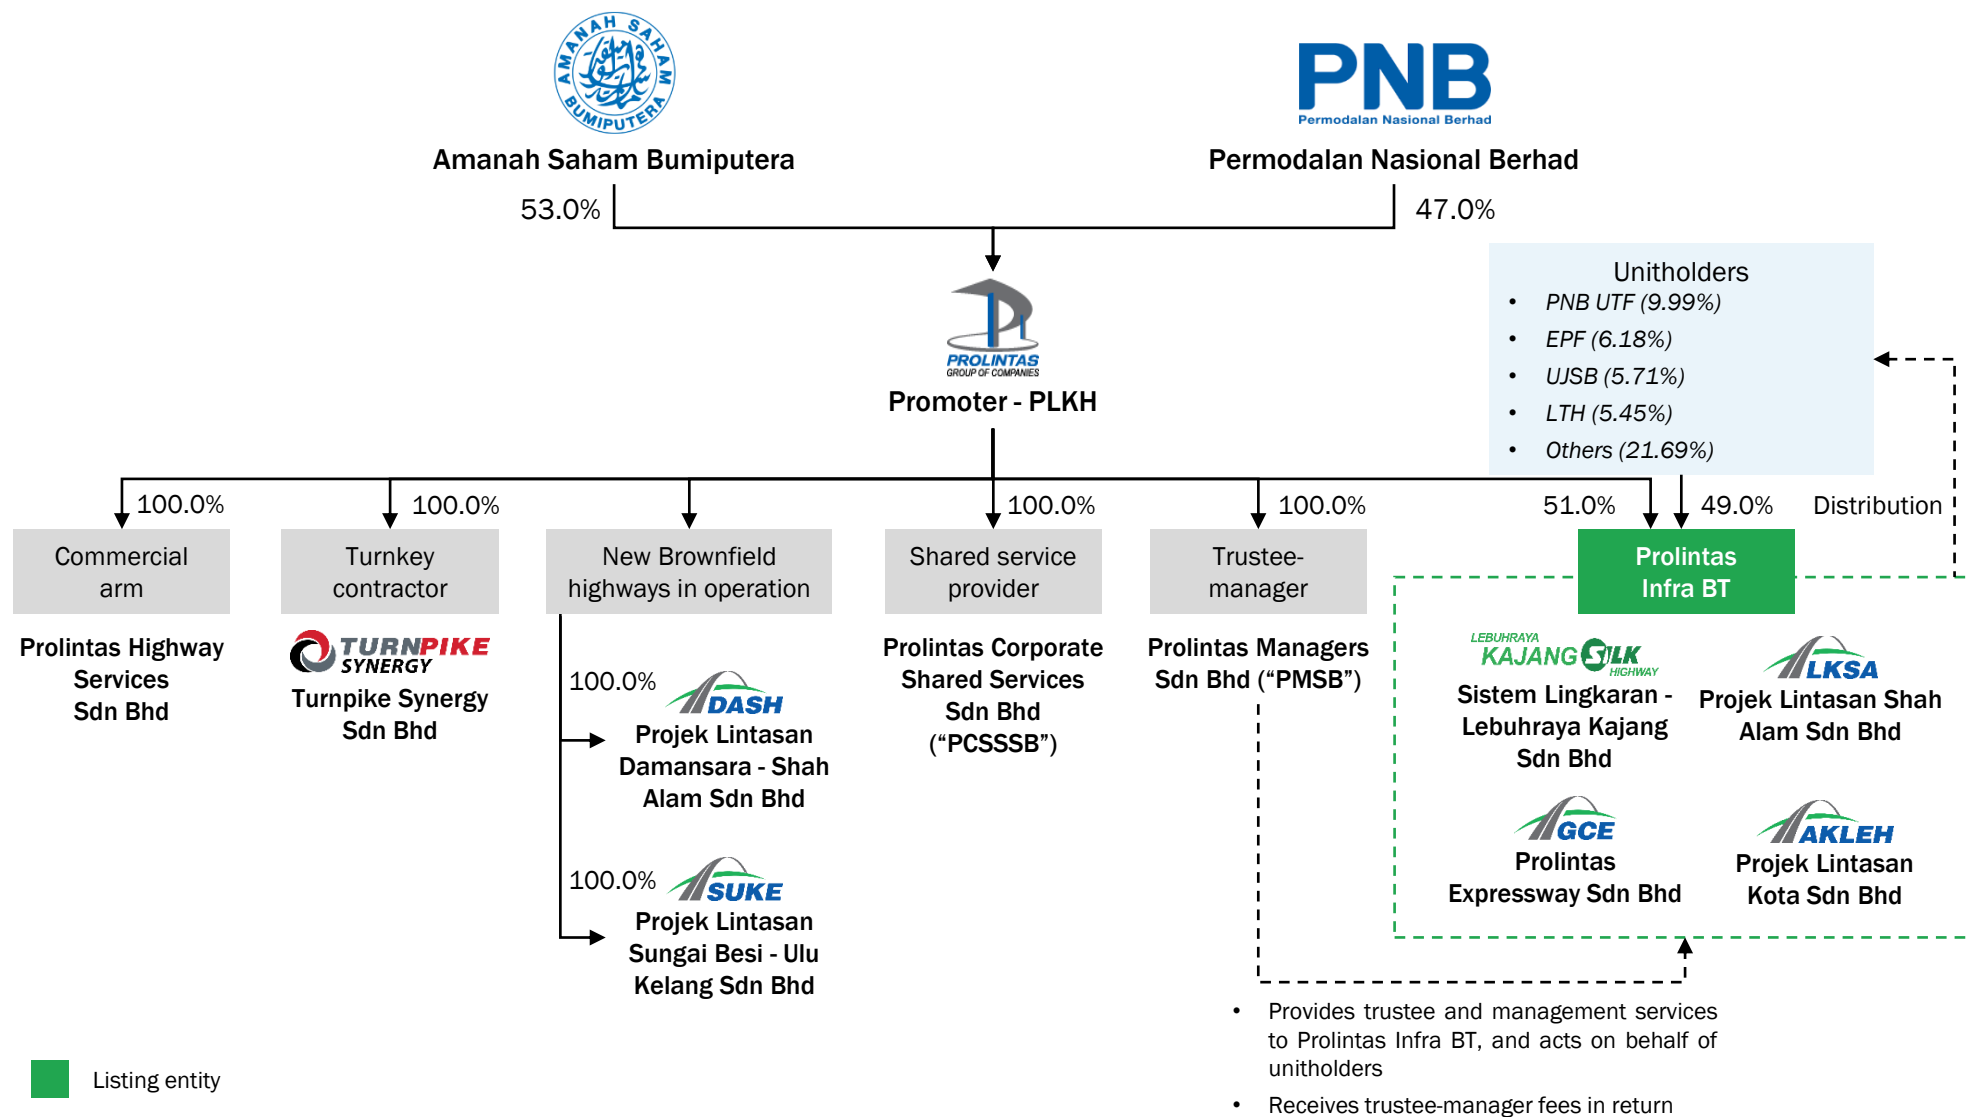 AMANAH SAHAM
BUMIPUTERA
PNB
Permodalan Nasional Berhad
Amanah Saham Bumiputera
Permodalan Nasional Berhad
53.0%
47.0%
Unitholders
• PNB UTF (9.99%)
• EPF (6.18%)
• UJSB (5.71%)
• LTH (5.45%)
• Others (21.69%)
PROLINTAS
GROUP OF COMPANIES
Promoter - PLKH
100.0%
100.0%
100.0%
100.0%
51.0%
49.0%
Distribution
Commercial
arm
Turnkey
contractor
New Brownfield
highways in operation
Shared service
provider
Trustee-
manager
Prolintas
Infra BT
Prolintas Highway
Services
Sdn Bhd
TURNPIKE
SYNERGY
Turnpike Synergy
Sdn Bhd
100.0%
DASH
Projek Lintasan
Damansara - Shah
Alam Sdn Bhd
100.0%
SUKE
Projek Lintasan
Sungai Besi - Ulu
Kelang Sdn Bhd
Prolintas Corporate
Shared Services
Sdn Bhd
(“PCSSSB”)
Prolintas Managers
Sdn Bhd (“PMSB”)
LEBUHRAYA
KAJANG SILK
HIGHWAY
Sistem Lingkaran -
Lebuhraya Kajang
Sdn Bhd
LKSA
Projek Lintasan Shah
Alam Sdn Bhd
GCE
Prolintas
Expressway Sdn Bhd
AKLEH
Projek Lintasan
Kota Sdn Bhd
• Provides trustee and management services
to Prolintas Infra BT, and acts on behalf of
unitholders
• Receives trustee-manager fees in return
Listing entity